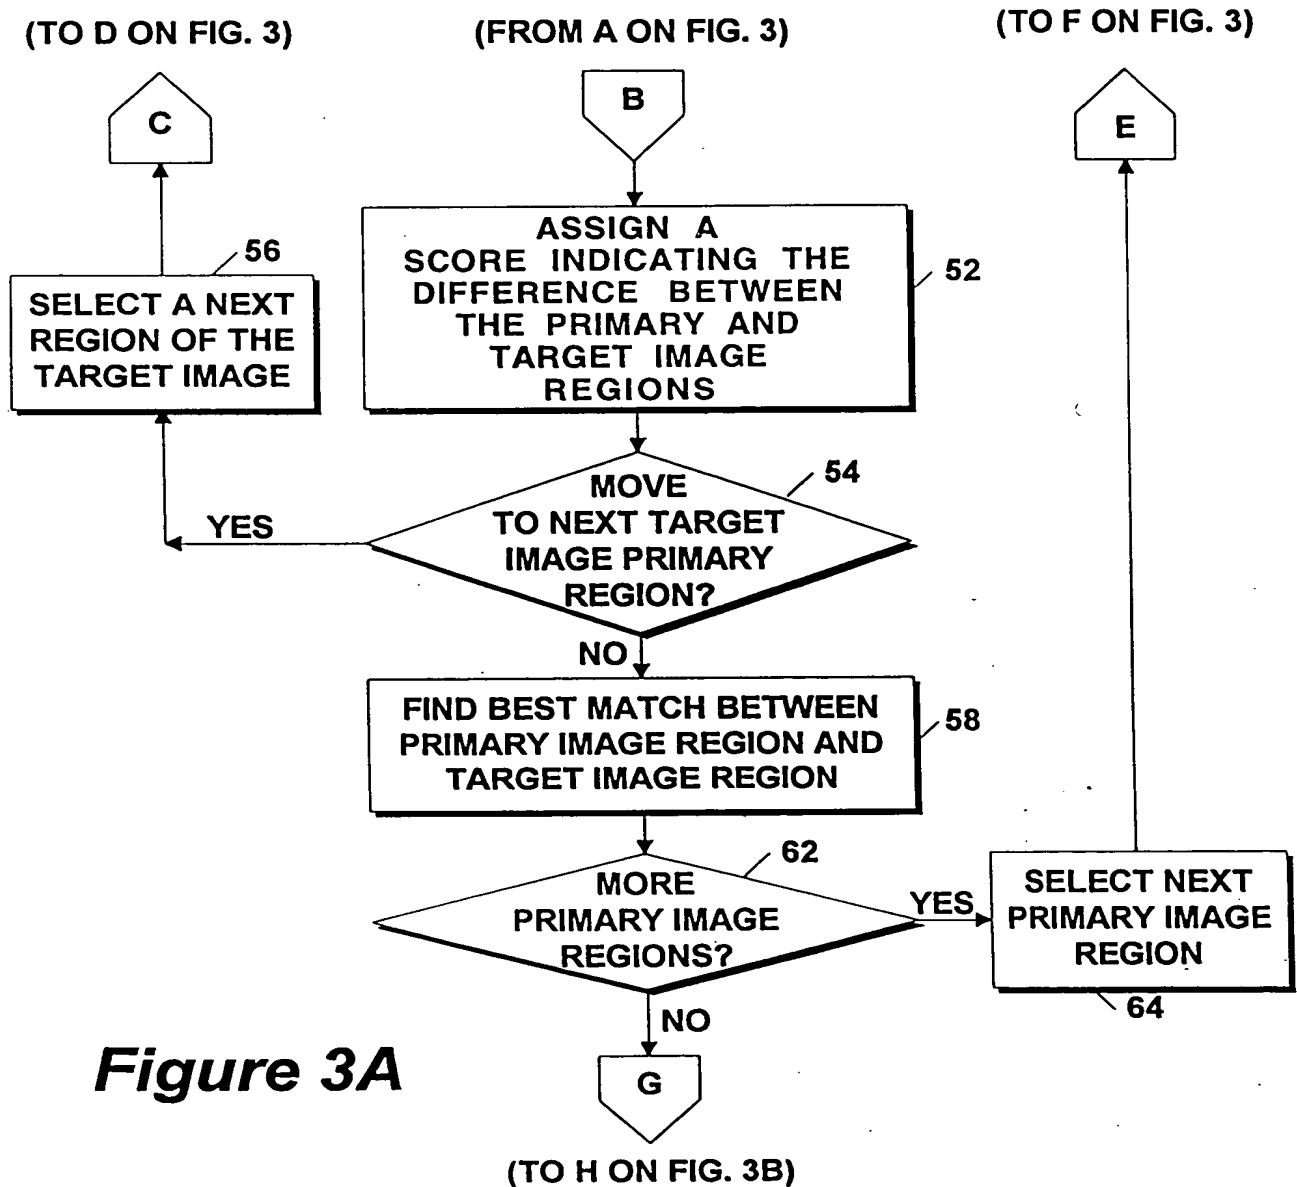 (TO D ON FIG. 3)
(FROM A ON FIG. 3)
(TO F ON FIG. 3)
C
B
E
ASSIGN A
SCORE INDICATING THE
DIFFERENCE BETWEEN
THE PRIMARY AND
TARGET IMAGE
REGIONS
52
56
SELECT A NEXT
REGION OF THE
TARGET IMAGE
54
MOVE
TO NEXT TARGET
IMAGE PRIMARY
REGION?
YES
NO
FIND BEST MATCH BETWEEN
PRIMARY IMAGE REGION AND
TARGET IMAGE REGION
58
62
MORE
PRIMARY IMAGE
REGIONS?
YES
SELECT NEXT
PRIMARY IMAGE
REGION
64
NO
G
Figure 3A
(TO H ON FIG. 3B)